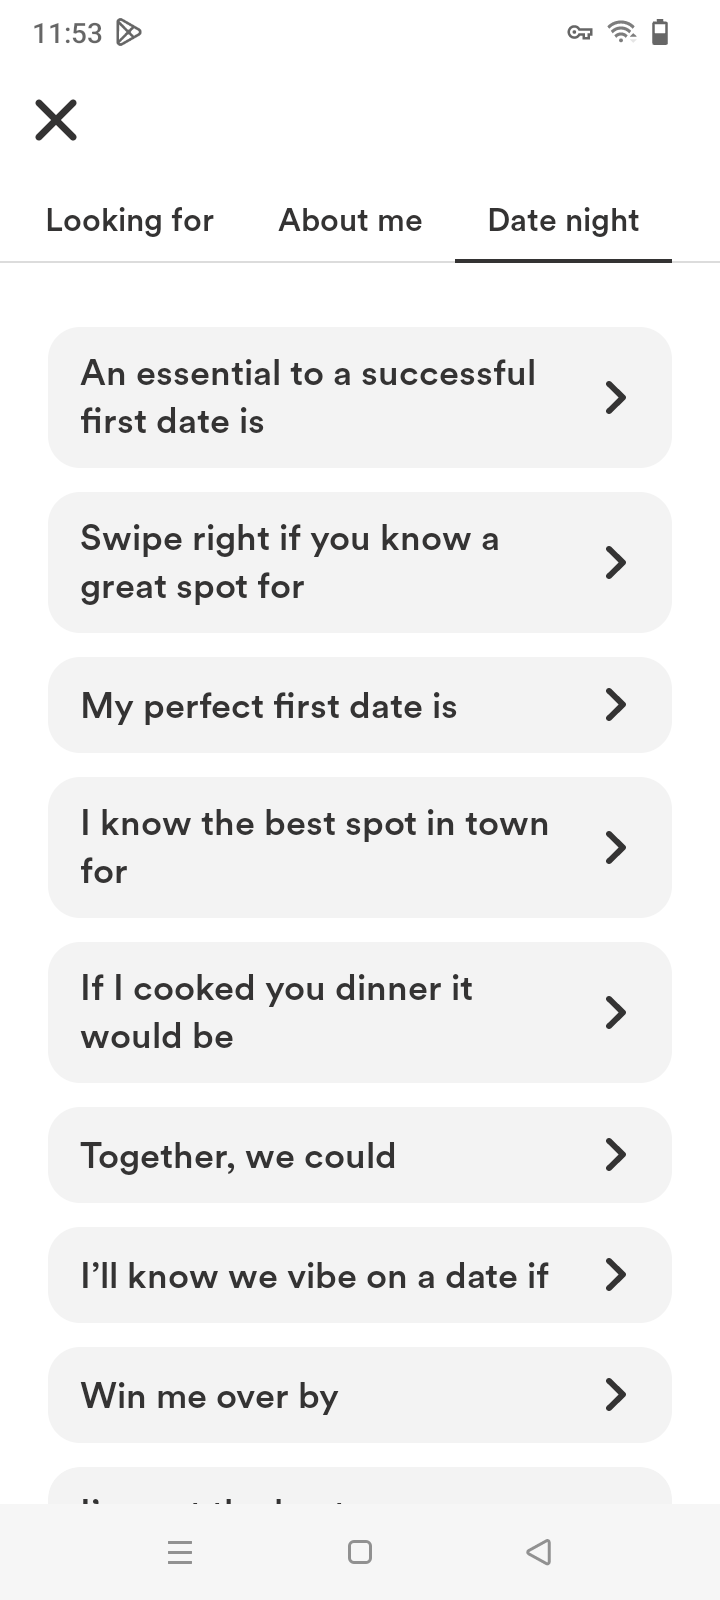 11:53
Looking for About me Date night
An essential to a successful
first date is
Swipe right if you know a
great spot for
My perfect first date is
I know the best spot in town
for
If I cooked you dinner it
would be
Together, we could
I’ll know we vibe on a date if
Win me over by